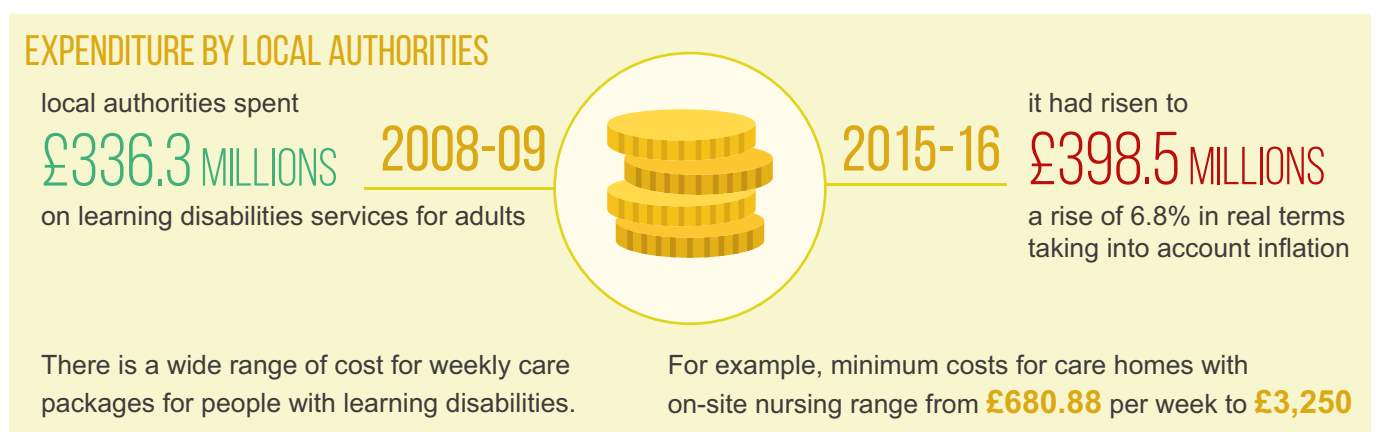 EXPENDITURE BY LOCAL AUTHORITIES
local authorities spent
£336.3 MILLIONS
on learning disabilities services for adults
2008-09
2015-16
it had risen to
£398.5 MILLIONS
a rise of 6.8% in real terms
taking into account inflation
There is a wide range of cost for weekly care
packages for people with learning disabilities.
For example, minimum costs for care homes with
on-site nursing range from £680.88 per week to £3,250